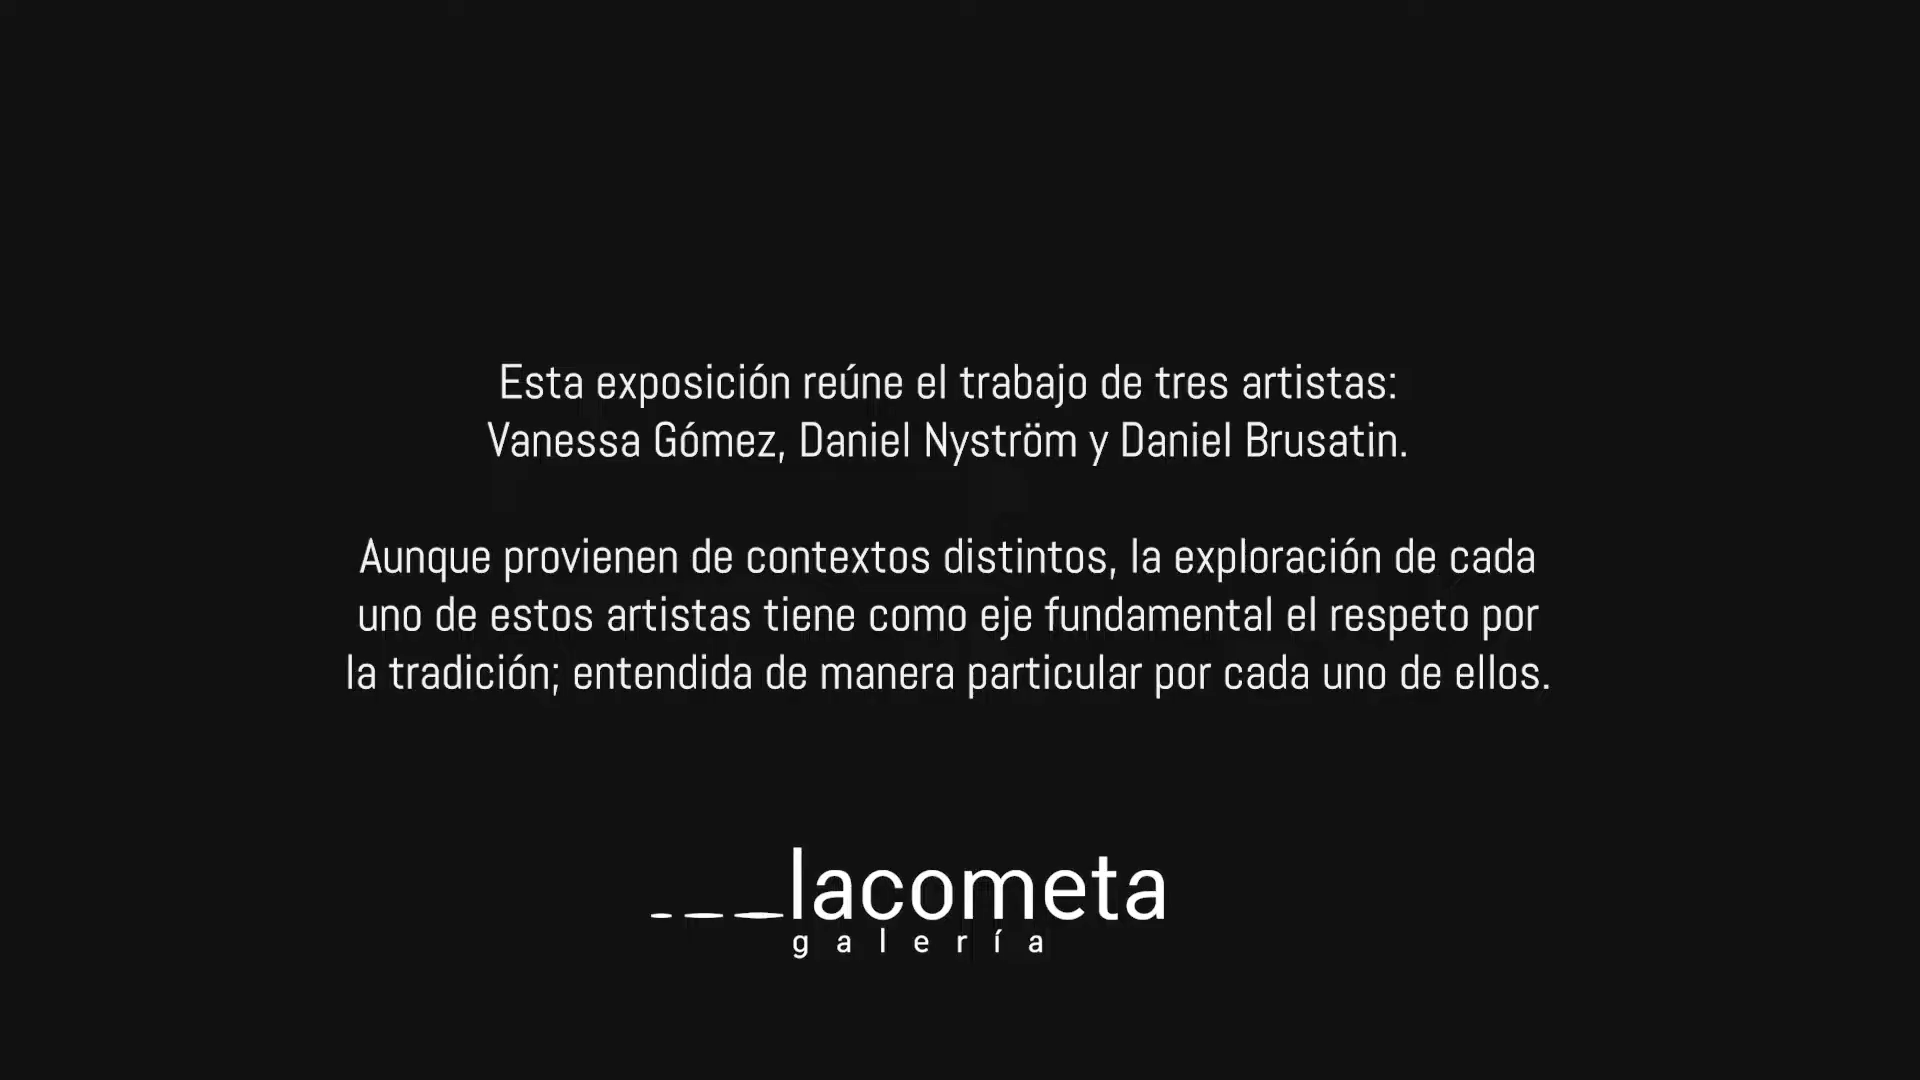 Esta exposición reúne el trabajo de tres artistas:
Vanessa Gómez, Daniel Nyström y Daniel Brusatin.
Aunque provienen de contextos distintos, la exploración de cada
uno de estos artistas tiene como eje fundamental el respeto por
la tradición; entendida de manera particular por cada uno de ellos.
lacometa
galería